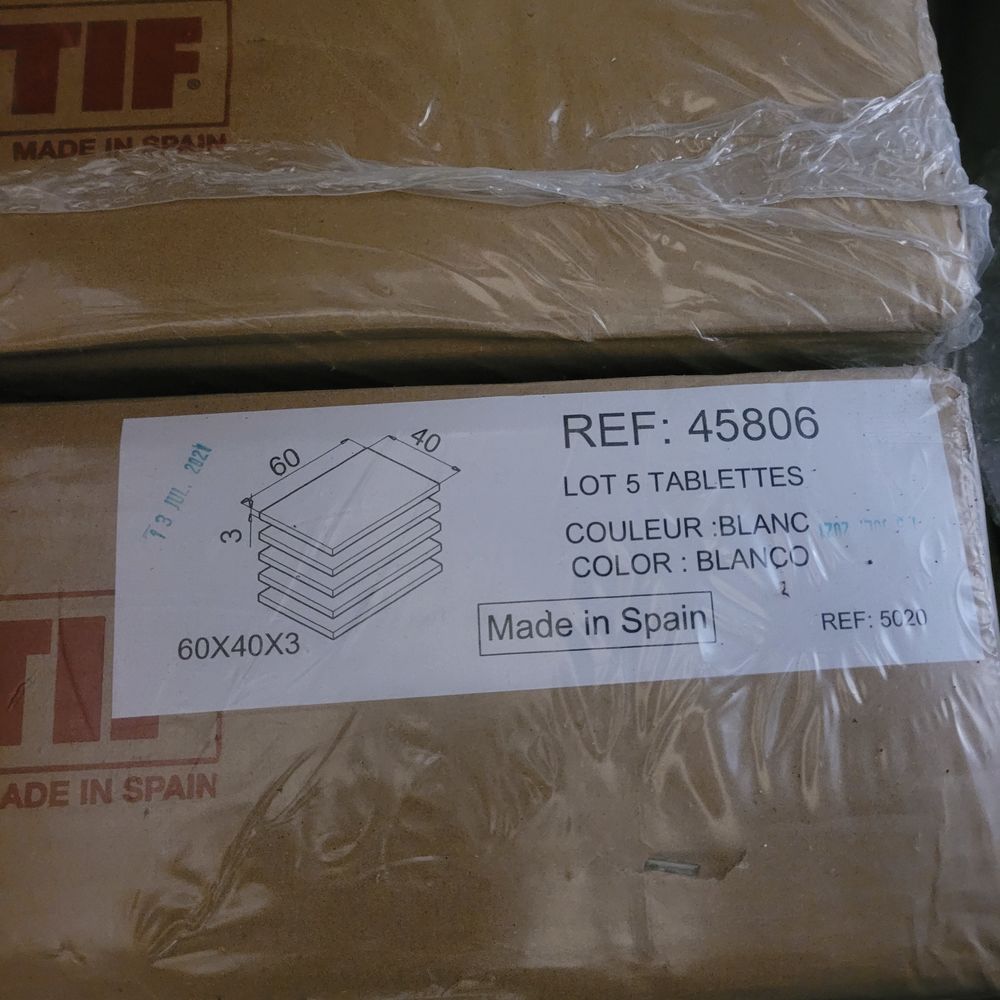 TIF®
MADE IN SPAIN
13 JUL. 2021
60
40
3
60X40X3
REF: 45806
LOT 5 TABLETTES
COULEUR :BLANC
COLOR : BLANCO
Made in Spain
REF: 5020
ADE IN SPAIN